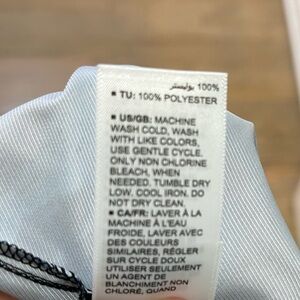 100% بوليستر
▪ TU: 100% POLYESTER
▪ US/GB: MACHINE
WASH COLD, WASH
WITH LIKE COLORS,
USE GENTLE CYCLE.
ONLY NON CHLORINE
BLEACH, WHEN
NEEDED. TUMBLE DRY
LOW. COOL IRON. DO
NOT DRY CLEAN.
▪ CA/FR: LAVER À LA
MACHINE À L'EAU
FROIDE, LAVER AVEC
DES COULEURS
SIMILAIRES, RÉGLER
SUR CYCLE DOUX
UTILISER SEULEMENT
UN AGENT DE
BLANCHIMENT NON
CHLORÉ, QUAND